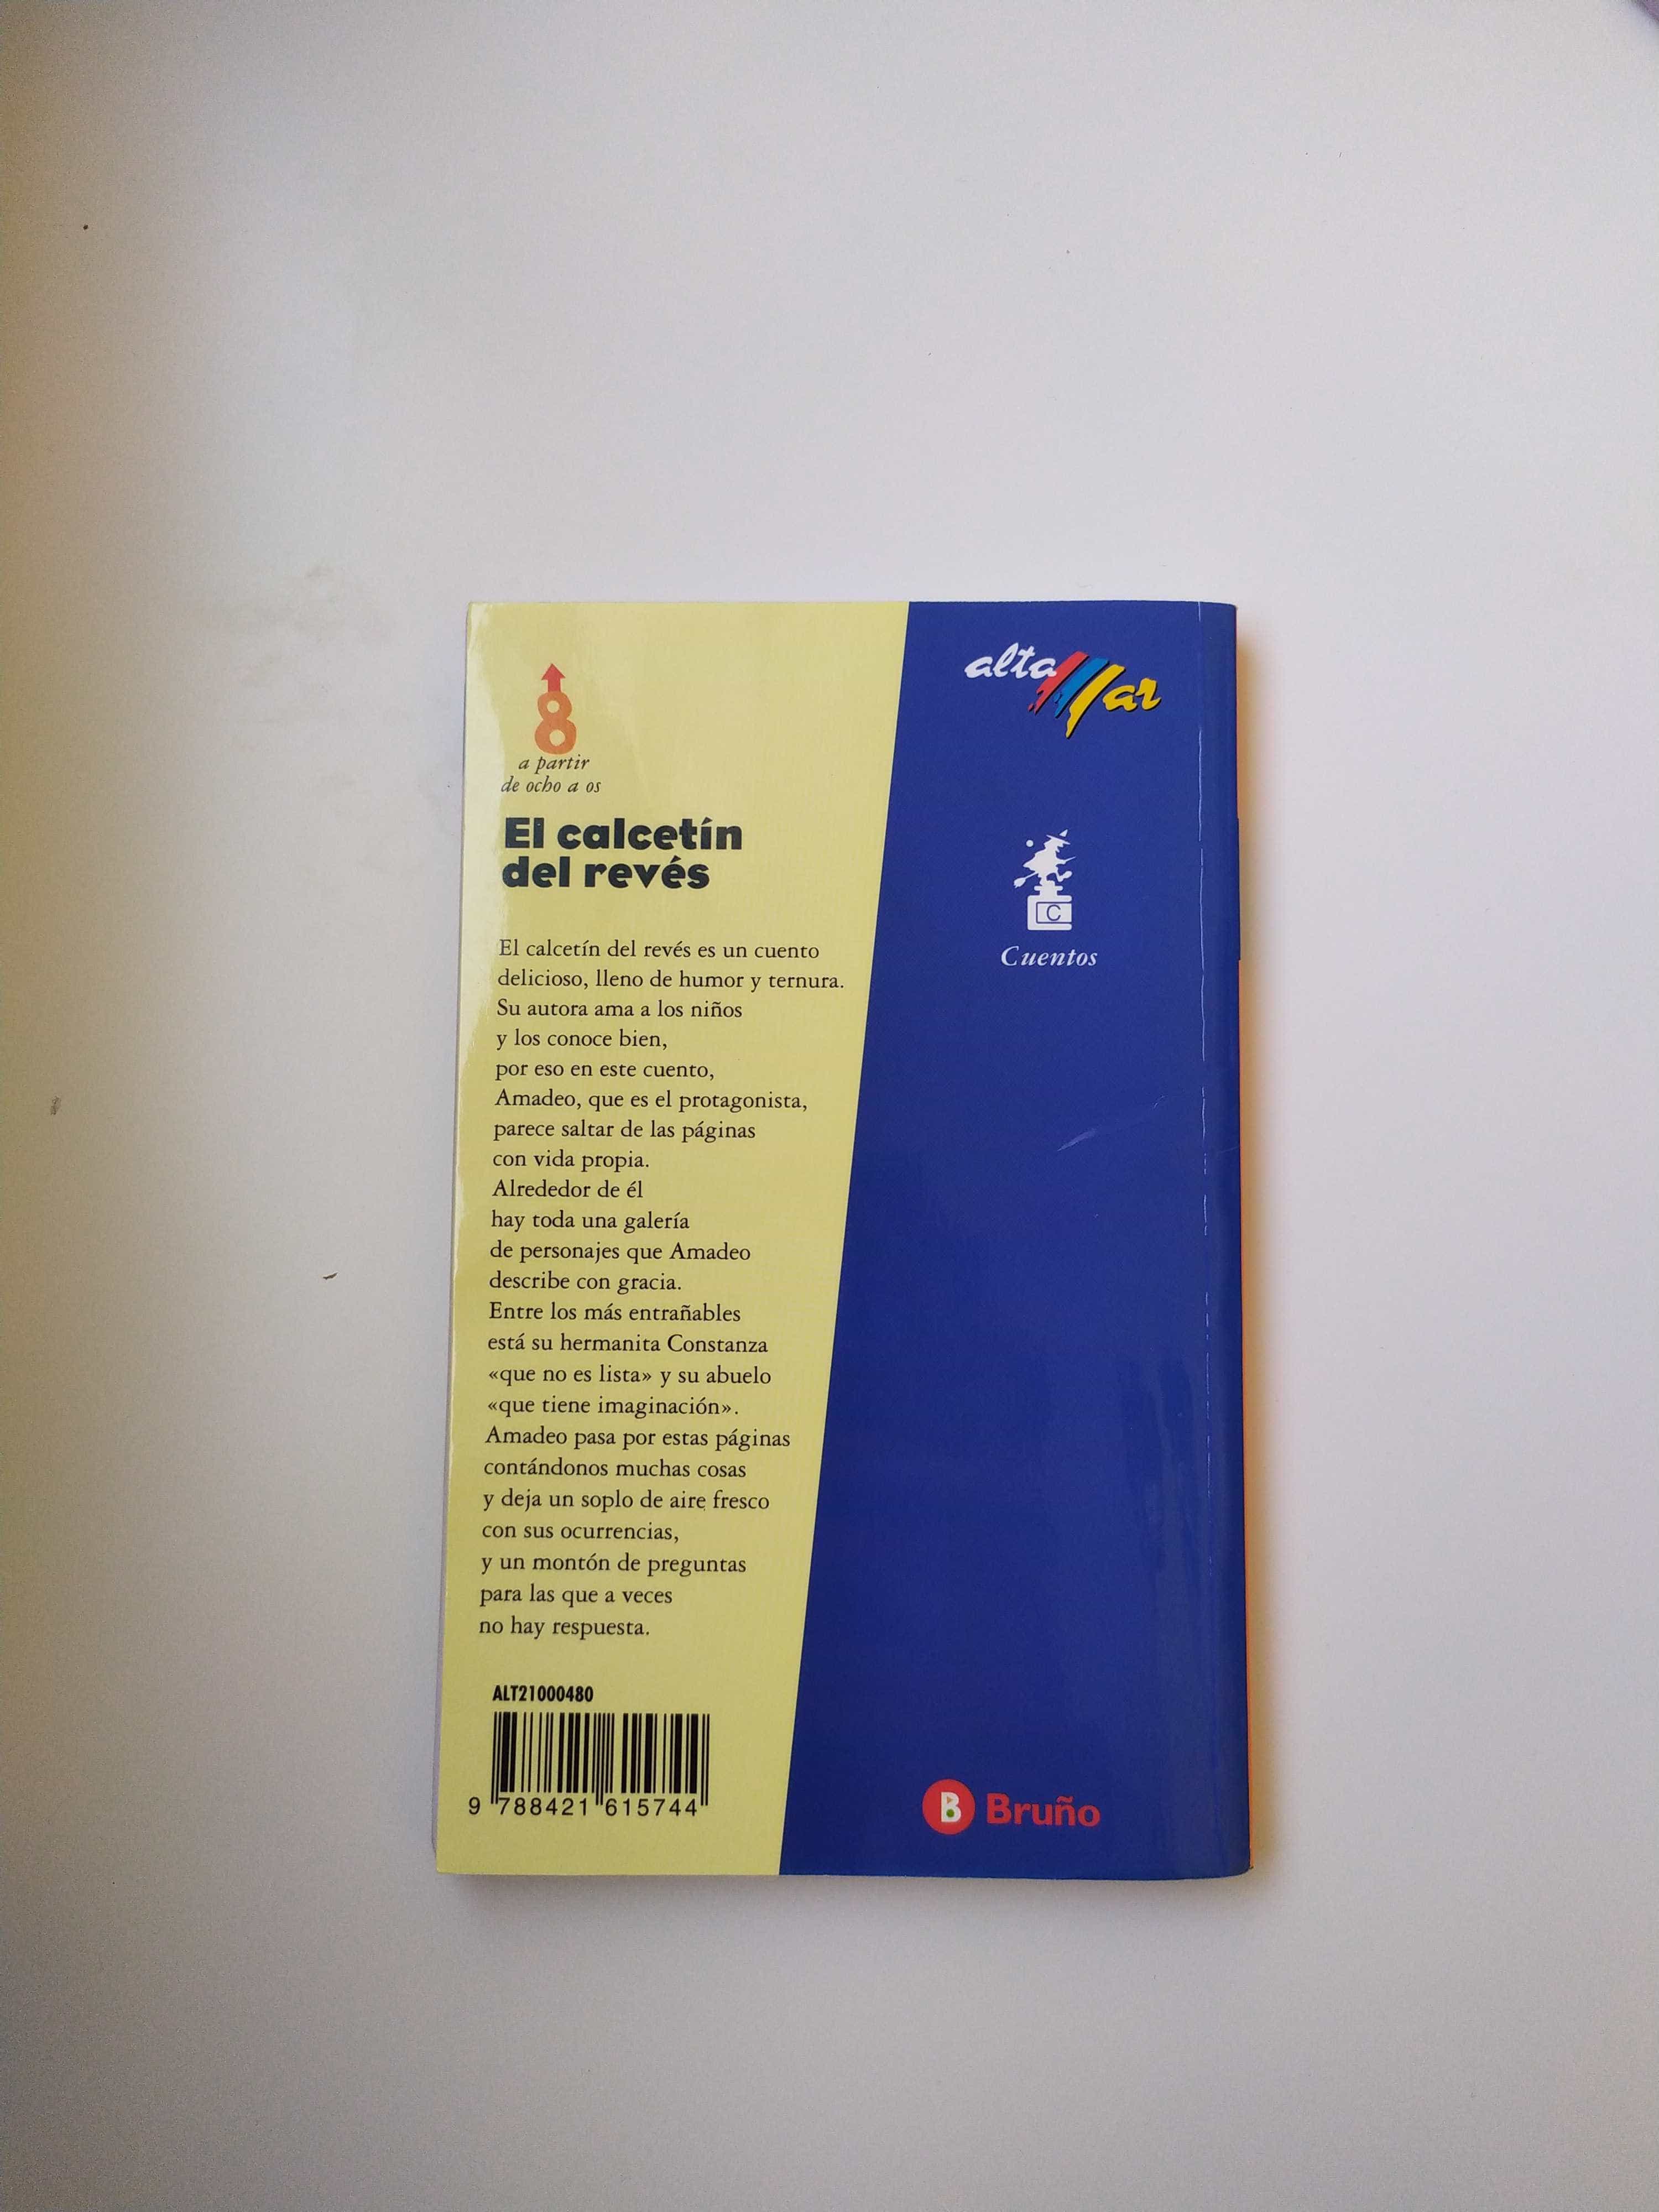 8
a partir
de ocho a os
El calcetín
del revés
El calcetín del revés es un cuento
delicioso, lleno de humor y ternura.
Su autora ama a los niños
y los conoce bien,
por eso en este cuento,
Amadeo, que es el protagonista,
parece saltar de las páginas
con vida propia.
Alrededor de él
hay toda una galería
de personajes que Amadeo
describe con gracia.
Entre los más entrañables
está su hermanita Constanza
«que no es lista» y su abuelo
«que tiene imaginación».
Amadeo pasa por estas páginas
contándonos muchas cosas
y deja un soplo de aire fresco
con sus ocurrencias,
y un montón de preguntas
para las que a veces
no hay respuesta.
ALT21000480
9 788421 615744
alta Mar
C
Cuentos
B Bruño